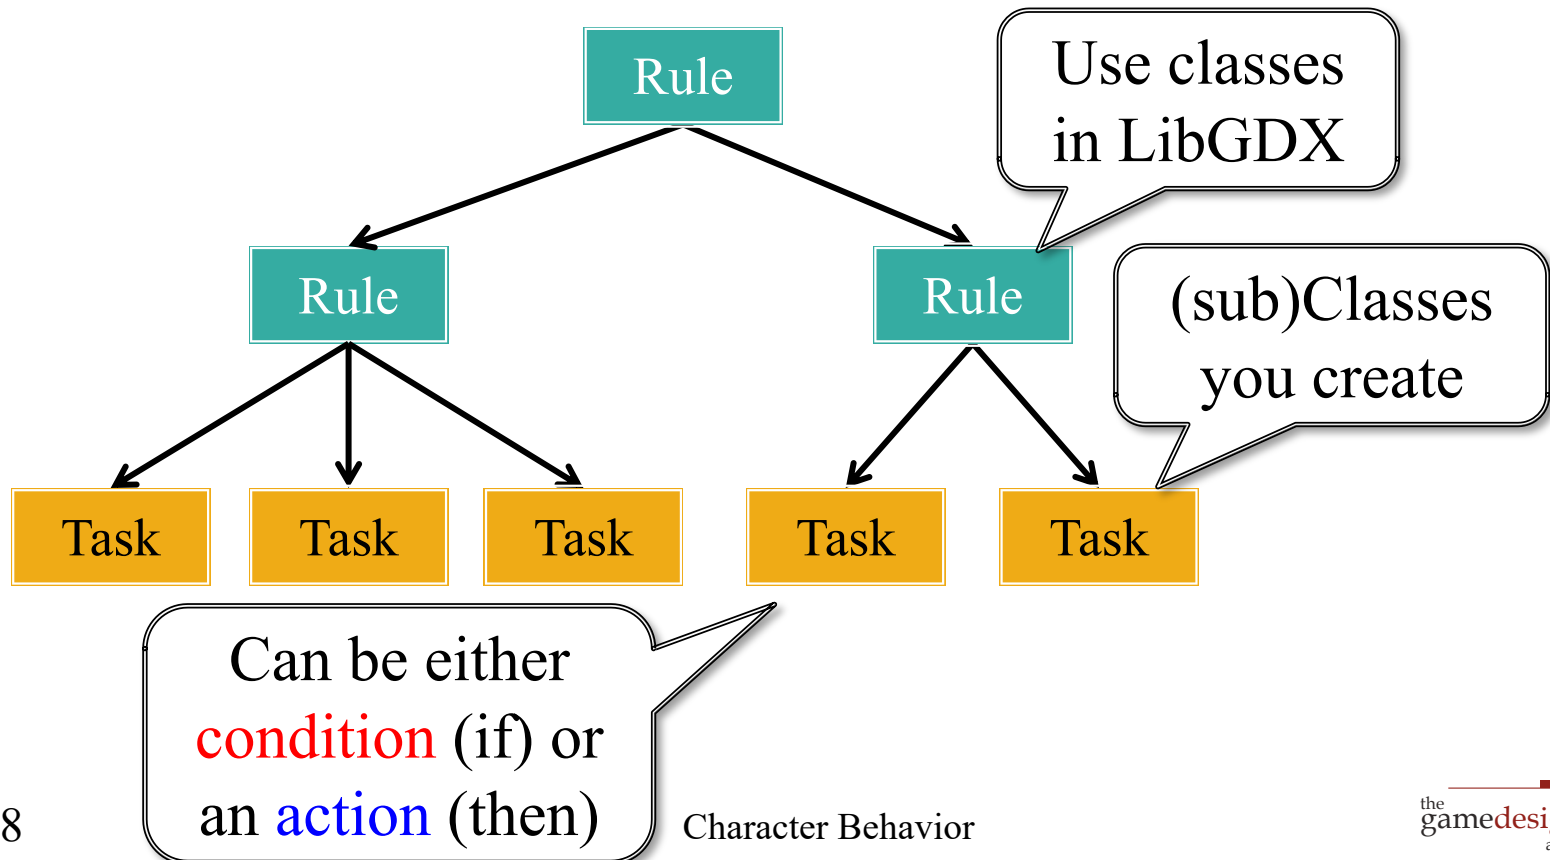 Rule
Use classes
in LibGDX
Rule
Rule
(sub)Classes
you create
Task
Task
Task
Task
Task
Can be either
condition (if) or
an action (then)
8
Character Behavior
the